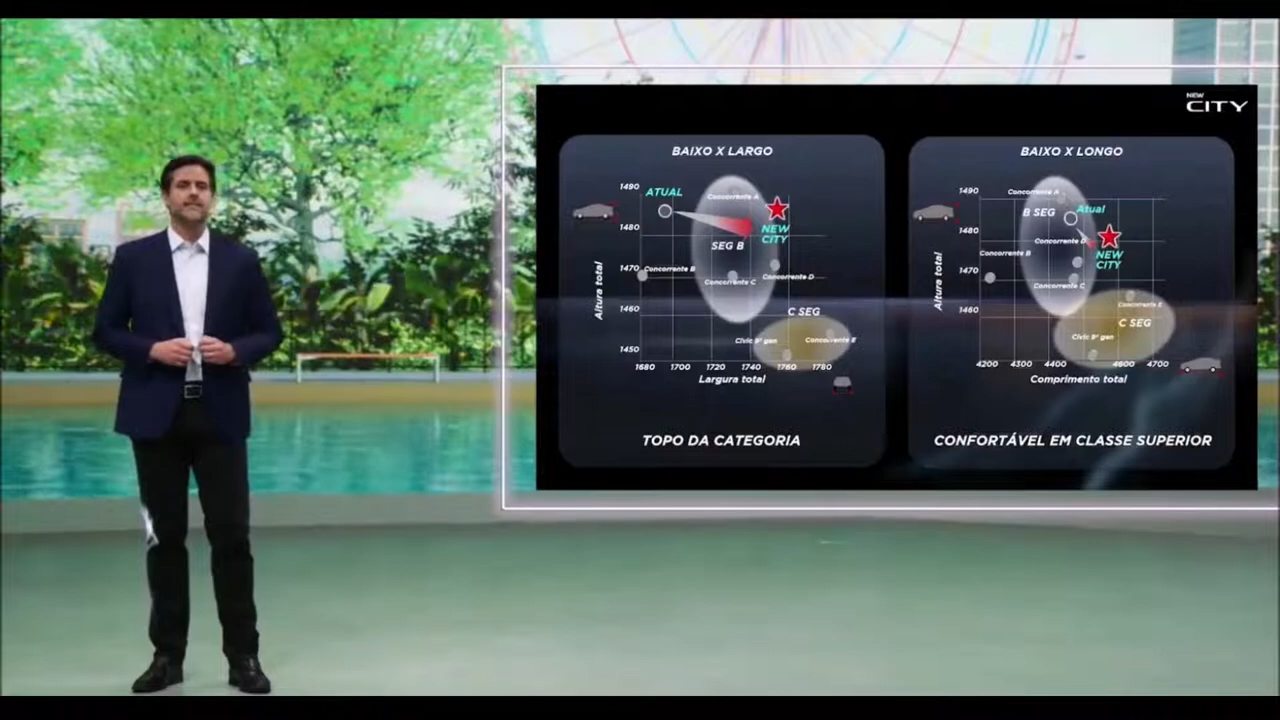 NEW
CITY
BAIXO X LARGO
1490
1480
1470
1460
1450
Altura total
ATUAL
Concorrente A
NEW
CITY
SEG B
Concorrente B
Concorrente C
Concorrente D
C SEG
Civic 9ª gen
Concorrente E
1680 1700 1720 1740 1760 1780
Largura total
TOPO DA CATEGORIA
BAIXO X LONGO
1490
1480
1470
1460
Altura total
Concorrente A
B SEG
Atual
Concorrente D
NEW
CITY
Concorrente B
Concorrente C
Concorrente E
C SEG
Civic 9ª gen
4200 4300 4400 4600 4700
Comprimento total
CONFORTÁVEL EM CLASSE SUPERIOR